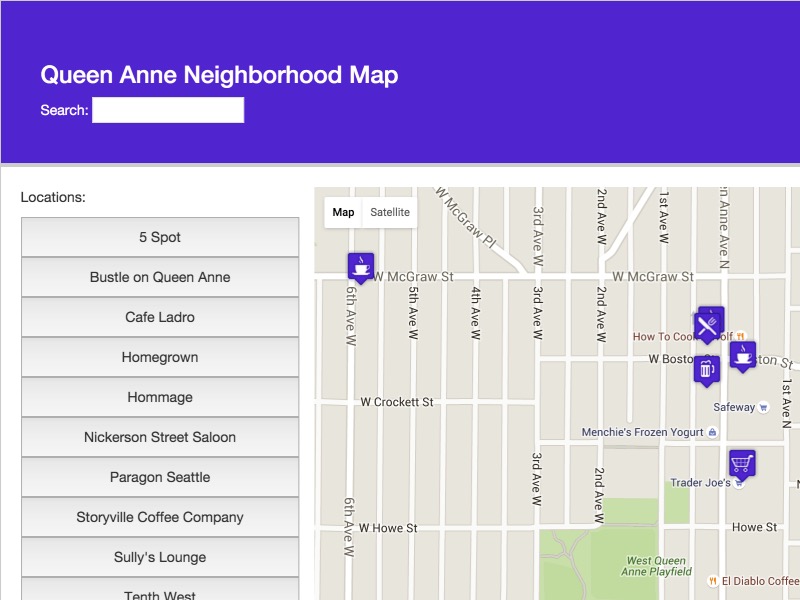 Queen Anne Neighborhood Map
Search:
Locations:
5 Spot
Bustle on Queen Anne
Cafe Ladro
Homegrown
Hommage
Nickerson Street Saloon
Paragon Seattle
Storyville Coffee Company
Sully's Lounge
Tenth West
Map
Satellite
W McGraw Pl
3rd Ave W
2nd Ave W
1st Ave W
Anne Ave N
W McGraw St
W McGraw St
6th Ave W
5th Ave W
4th Ave W
3rd Ave W
2nd Ave W
How To Cook
W Boston
St
1st Ave N
W Crockett St
Safeway
Menchie's Frozen Yogurt
3rd Ave W
2nd Ave W
Trader Joe's
6th Ave W
W Howe St
Howe St
West Queen
Anne Playfield
El Diablo Coffee